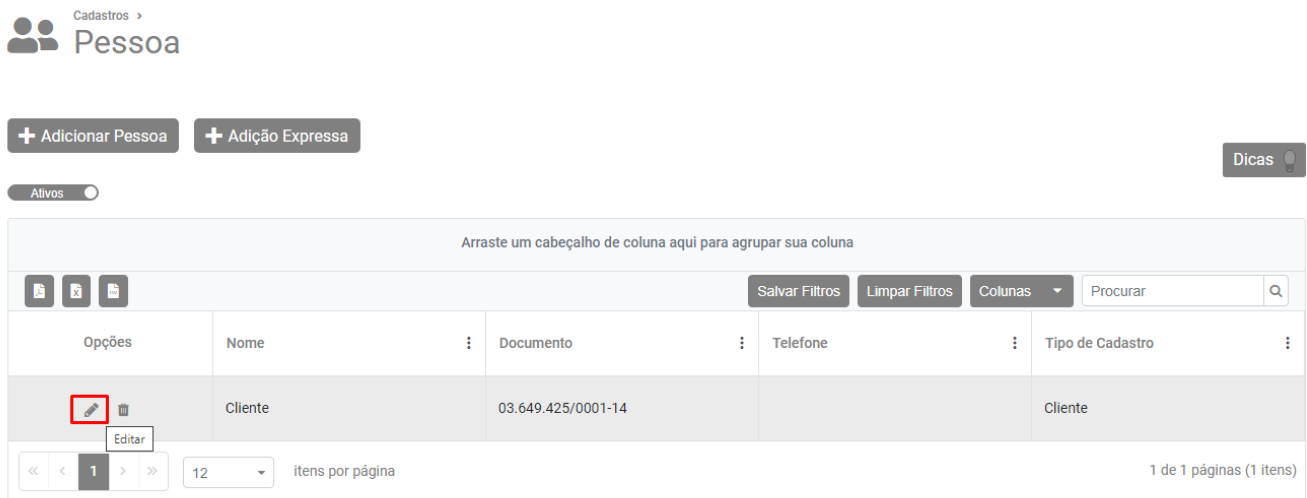 Cadastros ›
Pessoa
Adicionar Pessoa
Adição Expressa
Dicas
Ativos
Arraste um cabeçalho de coluna aqui para agrupar sua coluna
Salvar Filtros Limpar Filtros Colunas Procurar
Opções Nome Documento Telefone Tipo de Cadastro
Cliente 03.649.425/0001-14 Cliente
Editar
« ‹ 1 › » 12 itens por página 1 de 1 páginas (1 itens)